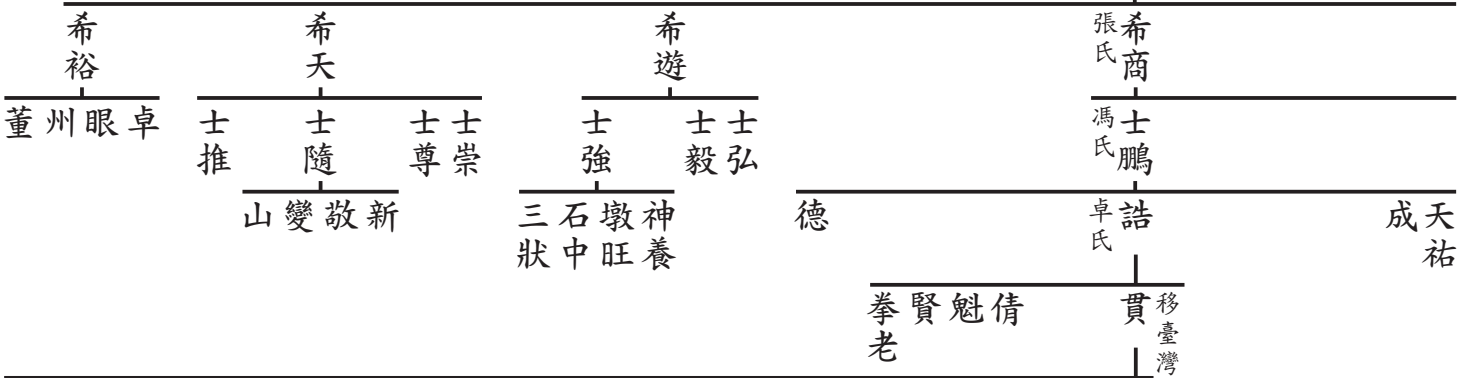 希商
張氏
希遊
希天
希裕
士鵬
馮氏
士弘
士毅
士強
士崇
士尊
士隨
士推
卓
眼
州
董
天祐
成
誥
卓氏
德
神養
墩旺
石中
三狀
新
敬
變
山
移臺灣
貫
倩
魁
賢
拳老